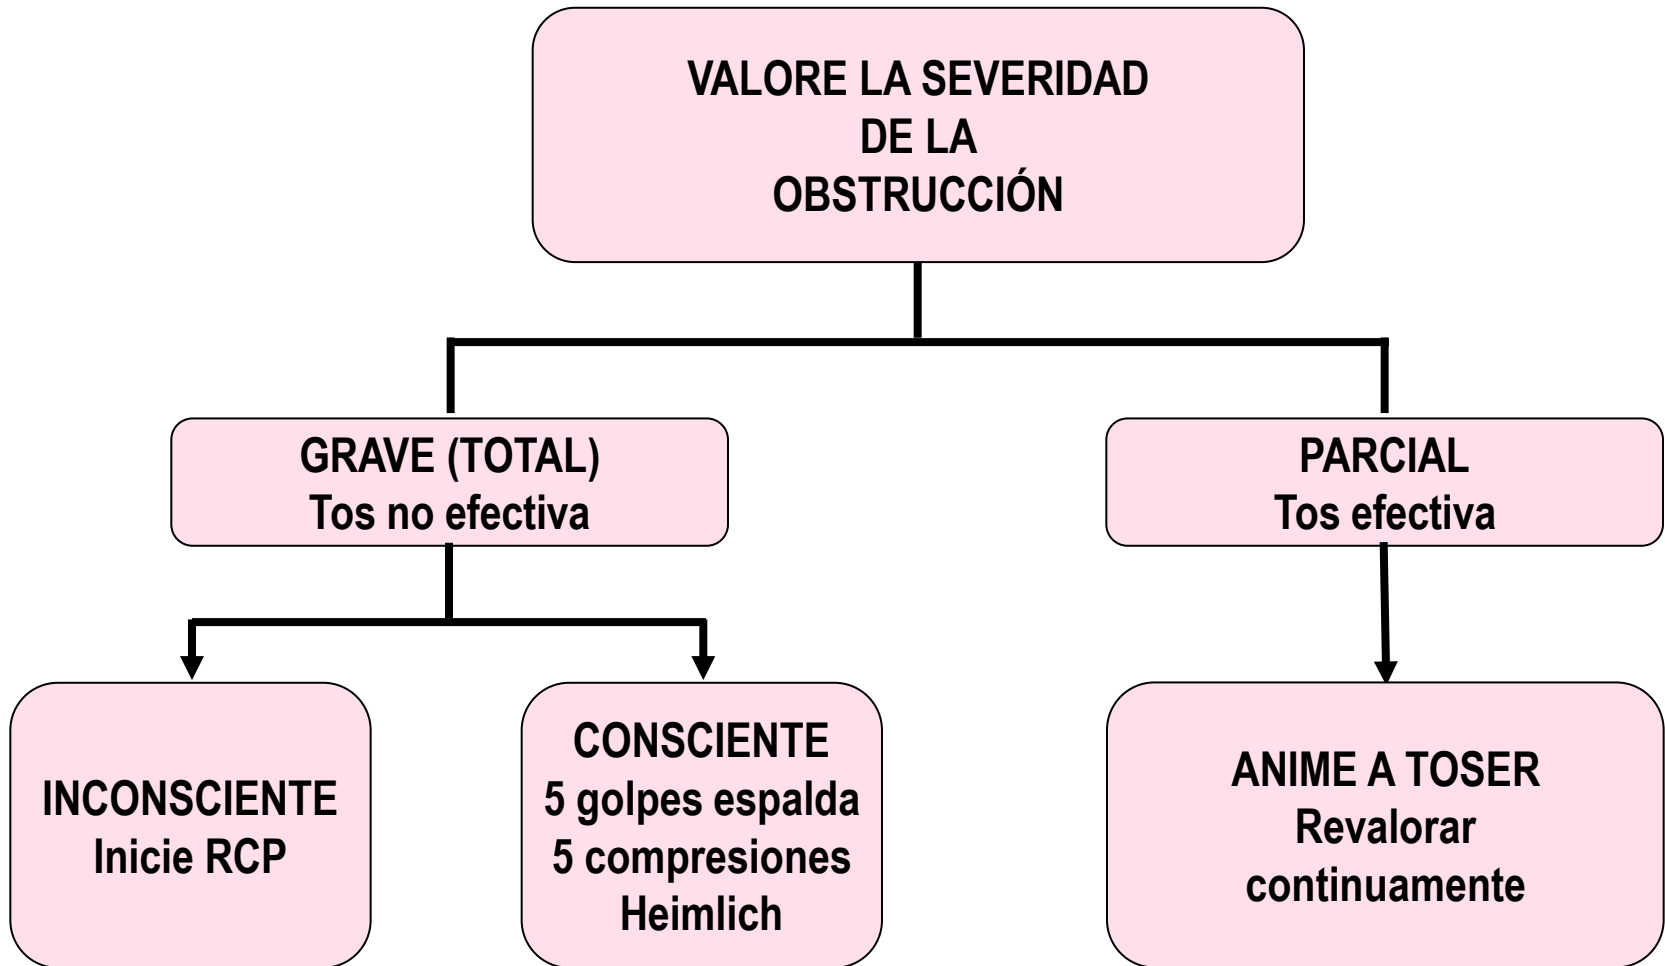 VALORE LA SEVERIDAD
DE LA
OBSTRUCCIÓN
GRAVE (TOTAL)
Tos no efectiva
PARCIAL
Tos efectiva
INCONSCIENTE
Inicie RCP
CONSCIENTE
5 golpes espalda
5 compresiones
Heimlich
ANIME A TOSER
Revalorar
continuamente